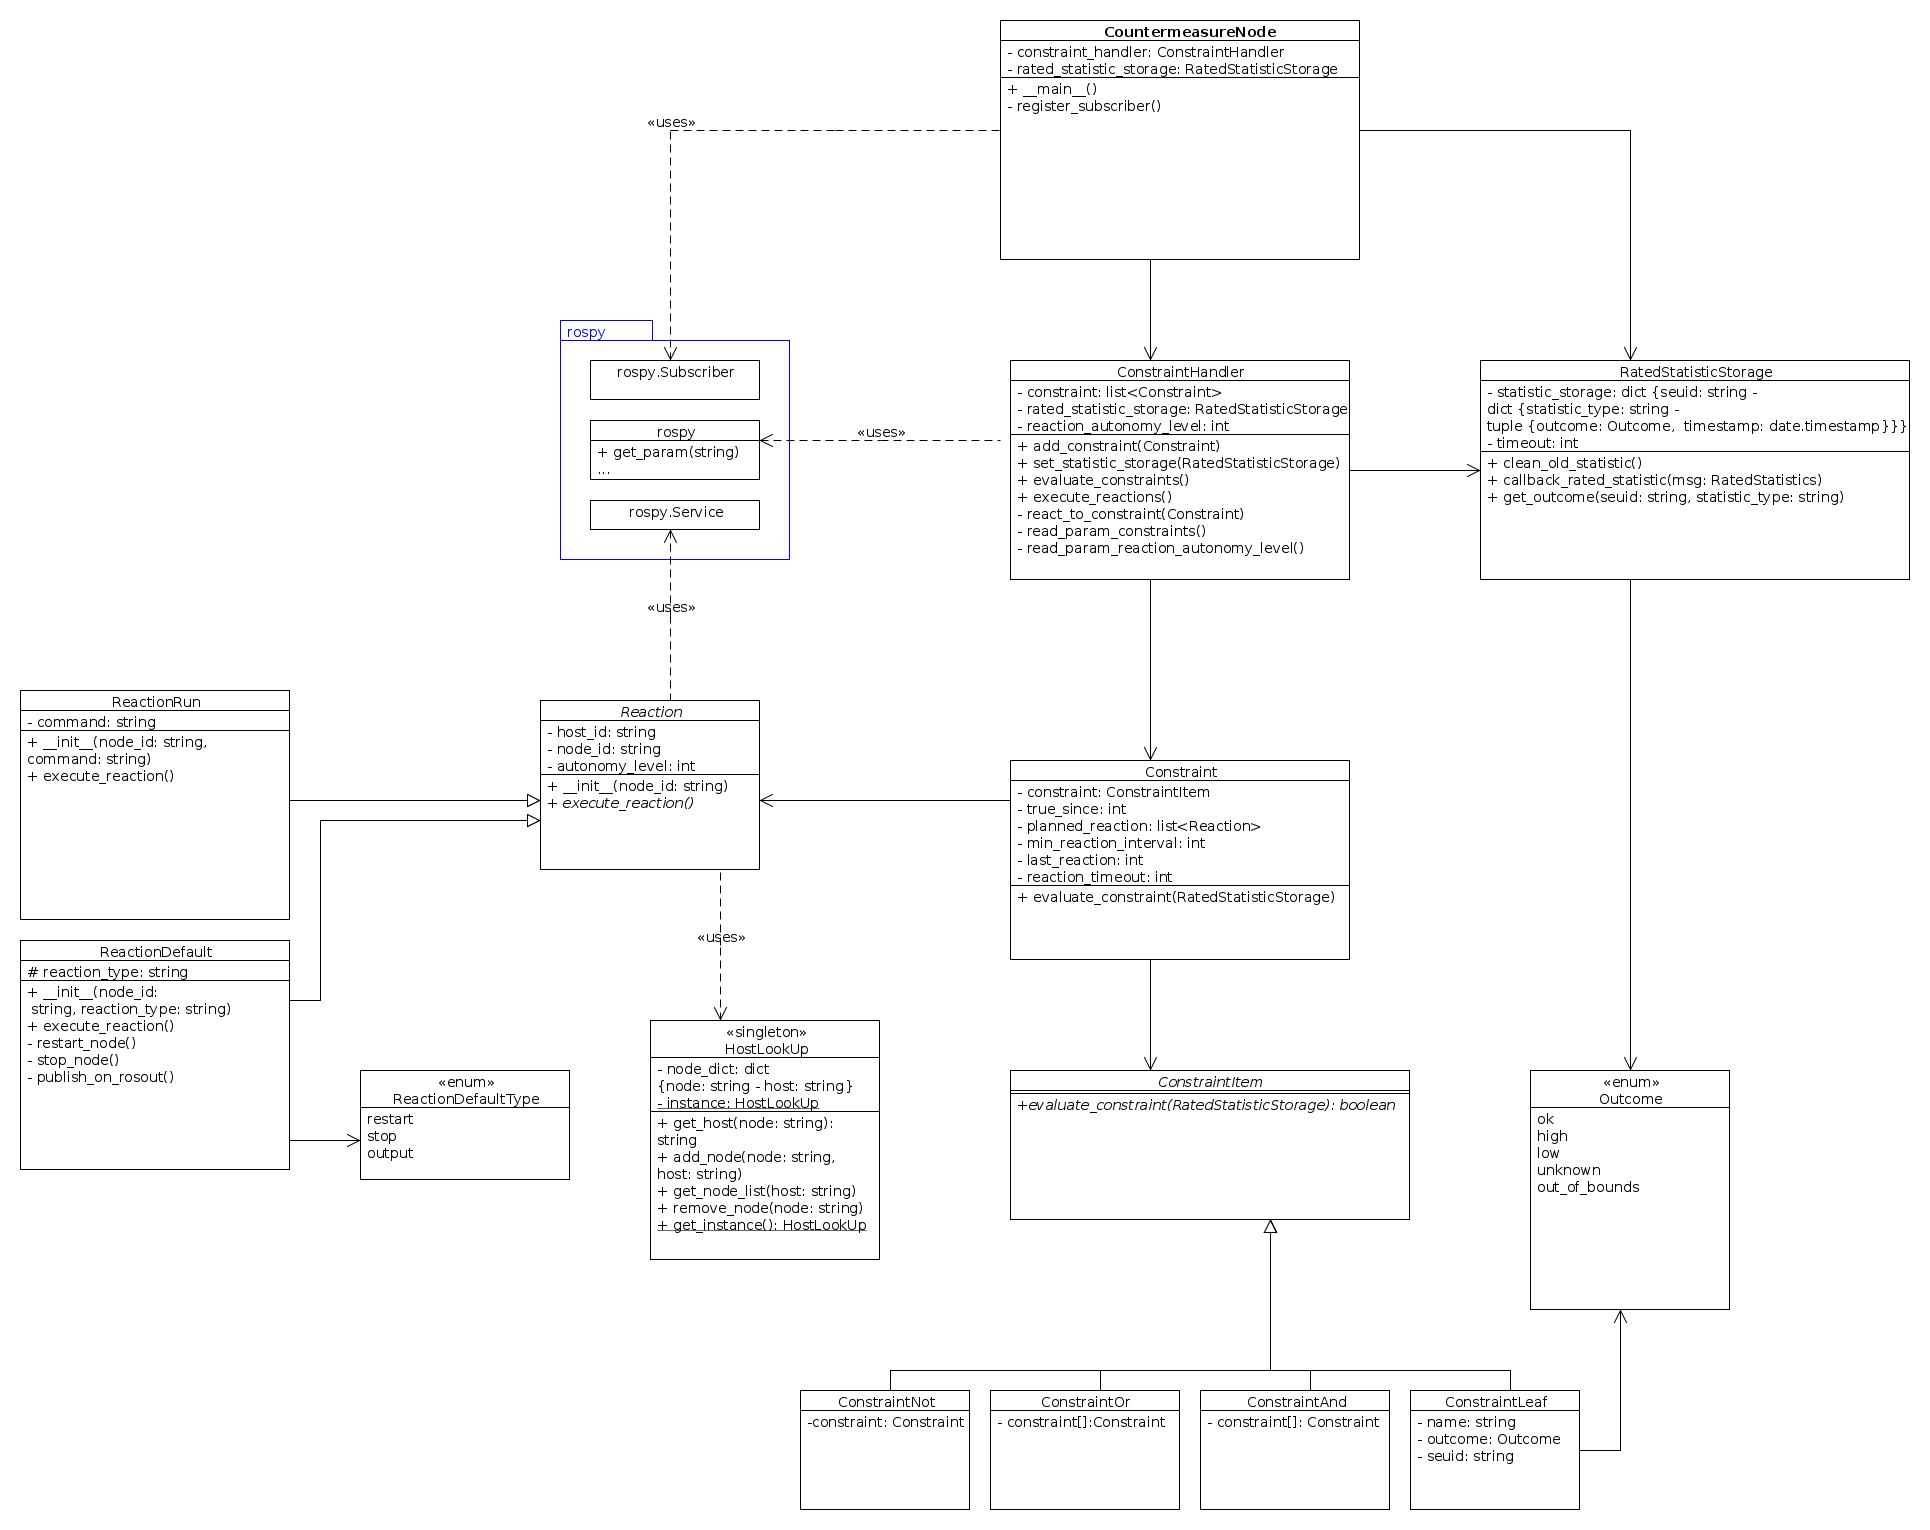 CountermeasureNode
- constraint_handler: ConstraintHandler
- rated_statistic_storage: RatedStatisticStorage
+ __main__()
- register_subscriber()
«uses»
rospy
rospy.Subscriber
rospy
+ get_param(string)
...
rospy.Service
«uses»
ConstraintHandler
- constraint: list<Constraint>
- rated_statistic_storage: RatedStatisticStorage
- reaction_autonomy_level: int
+ add_constraint(Constraint)
+ set_statistic_storage(RatedStatisticStorage)
+ evaluate_constraints()
+ execute_reactions()
- react_to_constraint(Constraint)
- read_param_constraints()
- read_param_reaction_autonomy_level()
RatedStatisticStorage
- statistic_storage: dict {seuid: string -
dict {statistic_type: string -
tuple {outcome: Outcome,  timestamp: date.timestamp}}}
- timeout: int
+ clean_old_statistic()
+ callback_rated_statistic(msg: RatedStatistics)
+ get_outcome(seuid: string, statistic_type: string)
«uses»
ReactionRun
- command: string
+ __init__(node_id: string,
command: string)
+ execute_reaction()
Reaction
- host_id: string
- node_id: string
- autonomy_level: int
+ __init__(node_id: string)
+ execute_reaction()
Constraint
- constraint: ConstraintItem
- true_since: int
- planned_reaction: list<Reaction>
- min_reaction_interval: int
- last_reaction: int
- reaction_timeout: int
+ evaluate_constraint(RatedStatisticStorage)
«uses»
ReactionDefault
# reaction_type: string
+ __init__(node_id:
string, reaction_type: string)
+ execute_reaction()
- restart_node()
- stop_node()
- publish_on_rosout()
«enum»
ReactionDefaultType
restart
stop
output
«singleton»
HostLookUp
- node_dict: dict
{node: string - host: string}
- instance: HostLookUp
+ get_host(node: string):
string
+ add_node(node: string,
host: string)
+ get_node_list(host: string)
+ remove_node(node: string)
+ get_instance(): HostLookUp
ConstraintItem
+evaluate_constraint(RatedStatisticStorage): boolean
«enum»
Outcome
ok
high
low
unknown
out_of_bounds
ConstraintNot
-constraint: Constraint
ConstraintOr
- constraint[]:Constraint
ConstraintAnd
- constraint[]: Constraint
ConstraintLeaf
- name: string
- outcome: Outcome
- seuid: string